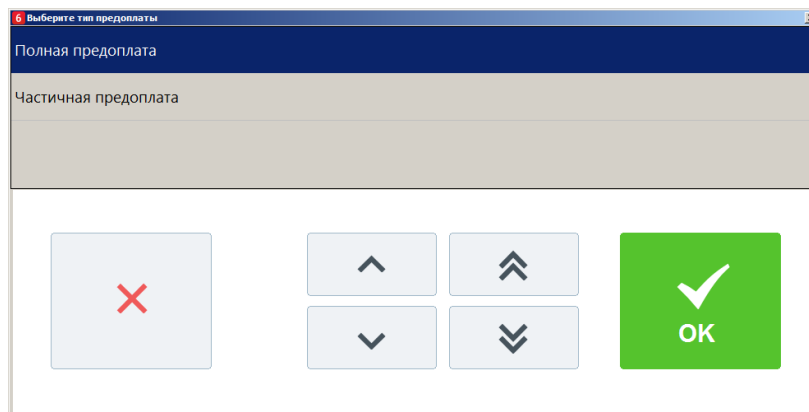 6 Выберите тип предоплаты
Полная предоплата
Частичная предоплата
OK